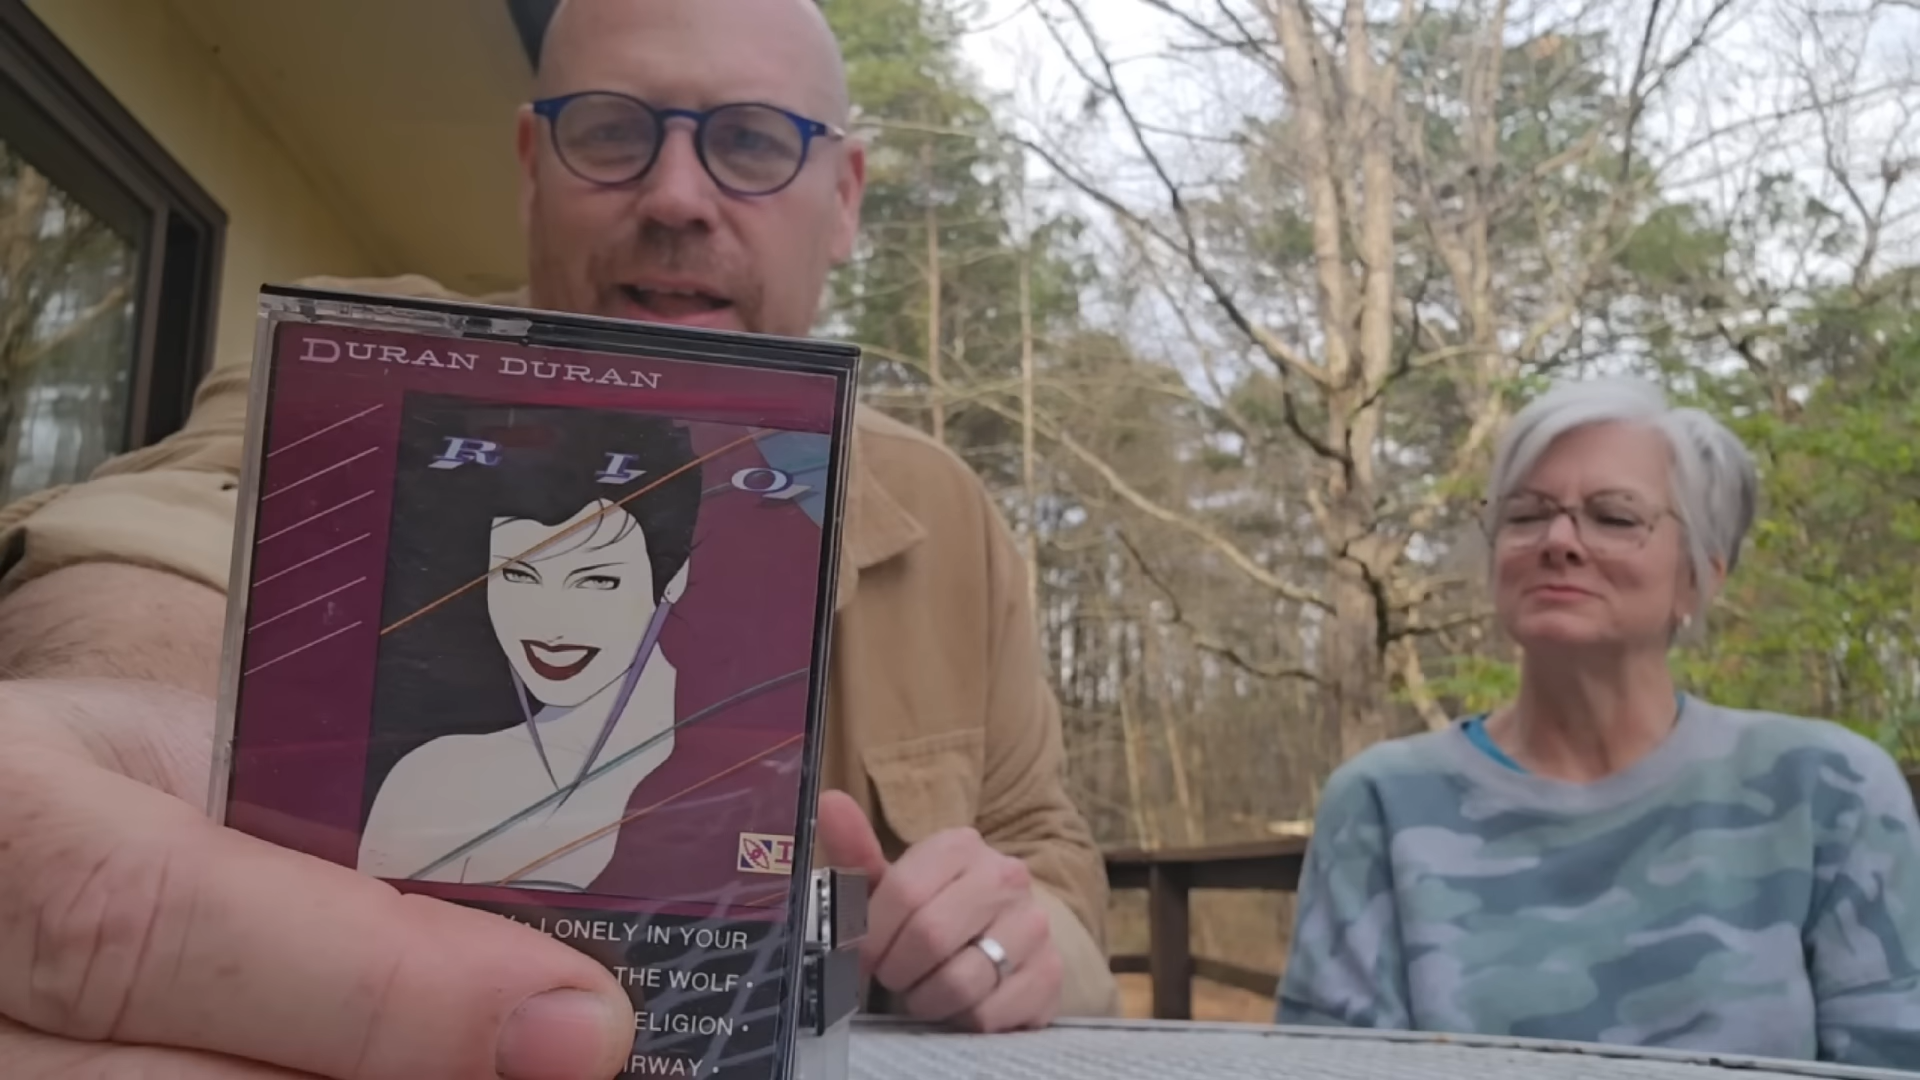 DURAN DURAN
RIO
LONELY IN YOUR
THE WOLF •
ELIGION •
IRWAY •